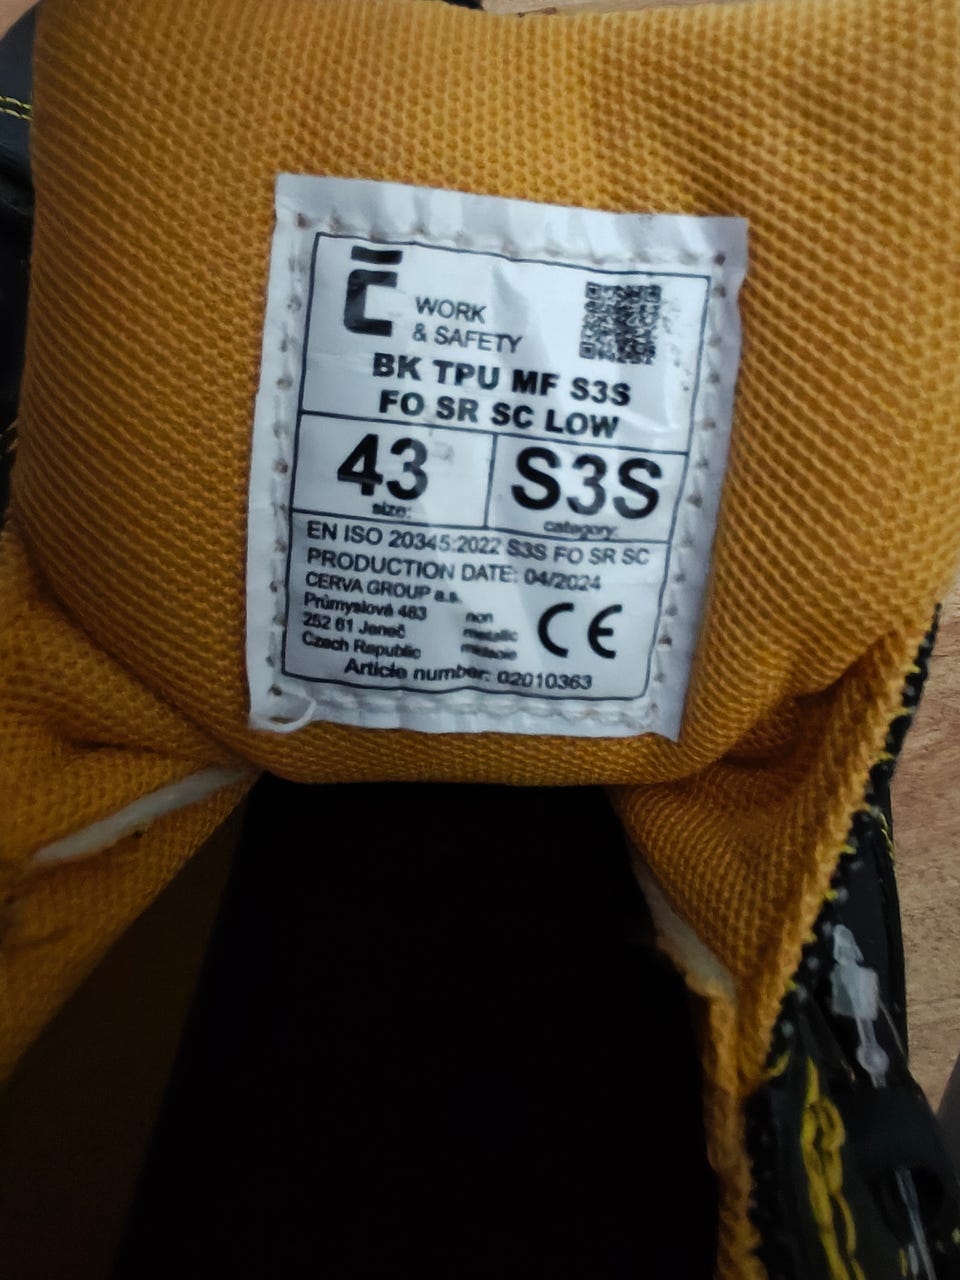 Č WORK
& SAFETY
BK TPU MF S3S
FO SR SC LOW
43
size:
S3S
category
EN ISO 20345:2022 S3S FO SR SC
PRODUCTION DATE: 04/2024
CERVA GROUP a.s.
Průmyslová 483
252 61 Jeneč
Czech Republic
non
metallic
midsole
CE
Article number: 02010363